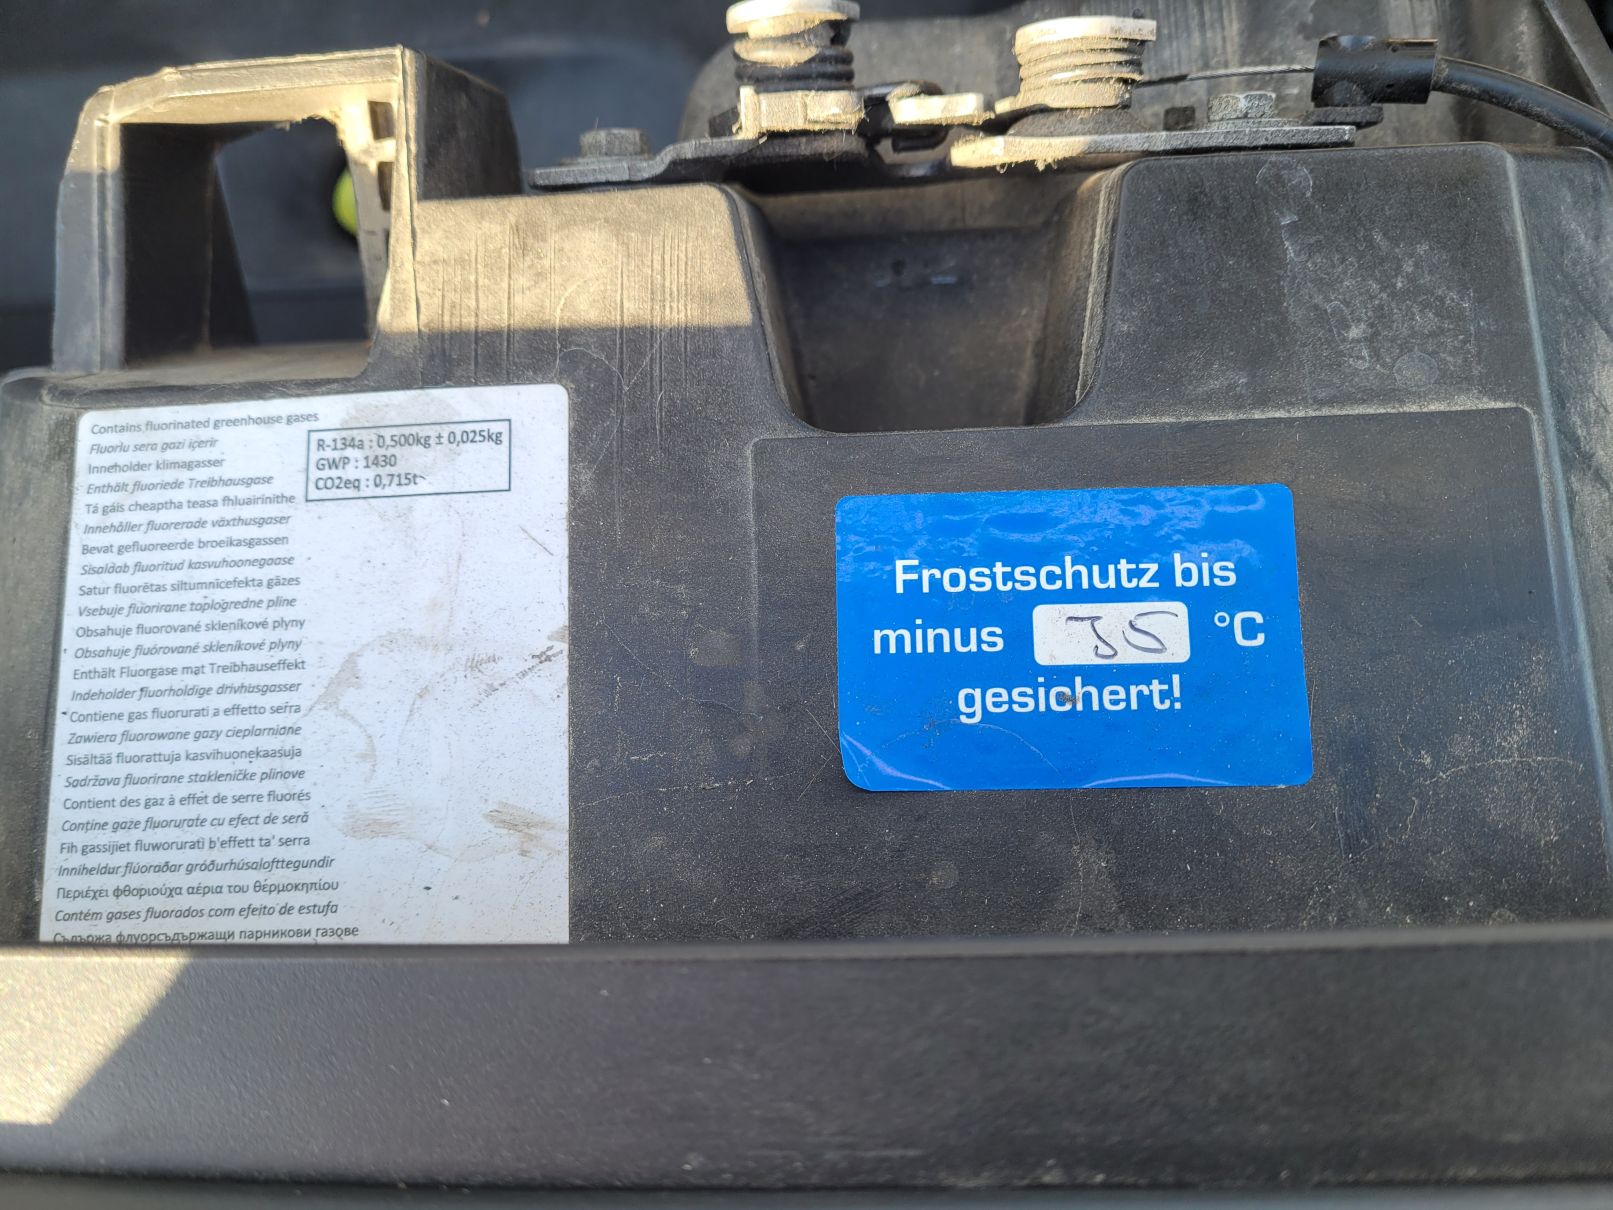 Contains fluorinated greenhouse gases
Fluorlu sera gazi içerir
Inneholder klimagasser
Enthält fluoriede Treibhausgase
Tá gáis cheaptha teasa fhluairinithe
Innehåller fluorerade växthusgaser
Bevat gefluoreerde broeikasgassen
Sisaldab fluoritud kasvuhoonegaase
Satur fluorētas siltumnīcefekta gāzes
Vsebuje fluorirane toplogredne pline
Obsahuje fluorované skleníkové plyny
Obsahuje fluórované skleníkové plyny
Enthält Fluorgase mat Treibhauseffekt
Indeholder fluorholdige drivhusgasser
Contiene gas fluorurati a effetto serra
Zawiera fluorowane gazy cieplarniane
Sisältää fluorattuja kasvihuonekaasuja
Sadržava fluorirane stakleničke plinove
Contient des gaz à effet de serre fluorés
Conține gaze fluorurate cu efect de seră
Fih gassijiet fluworurati b'effett ta' serra
Inniheldur flúoraðar gróðurhúsalofttegundir
Περιέχει φθοριούχα αέρια του θερμοκηπίου
Contém gases fluorados com efeito de estufa
Съдържа флуорсъдържащи парникови газове
R-134a : 0,500kg ± 0,025kg
GWP : 1430
CO2eq : 0,715t
Frostschutz bis
minus 35 °C
gesichert!